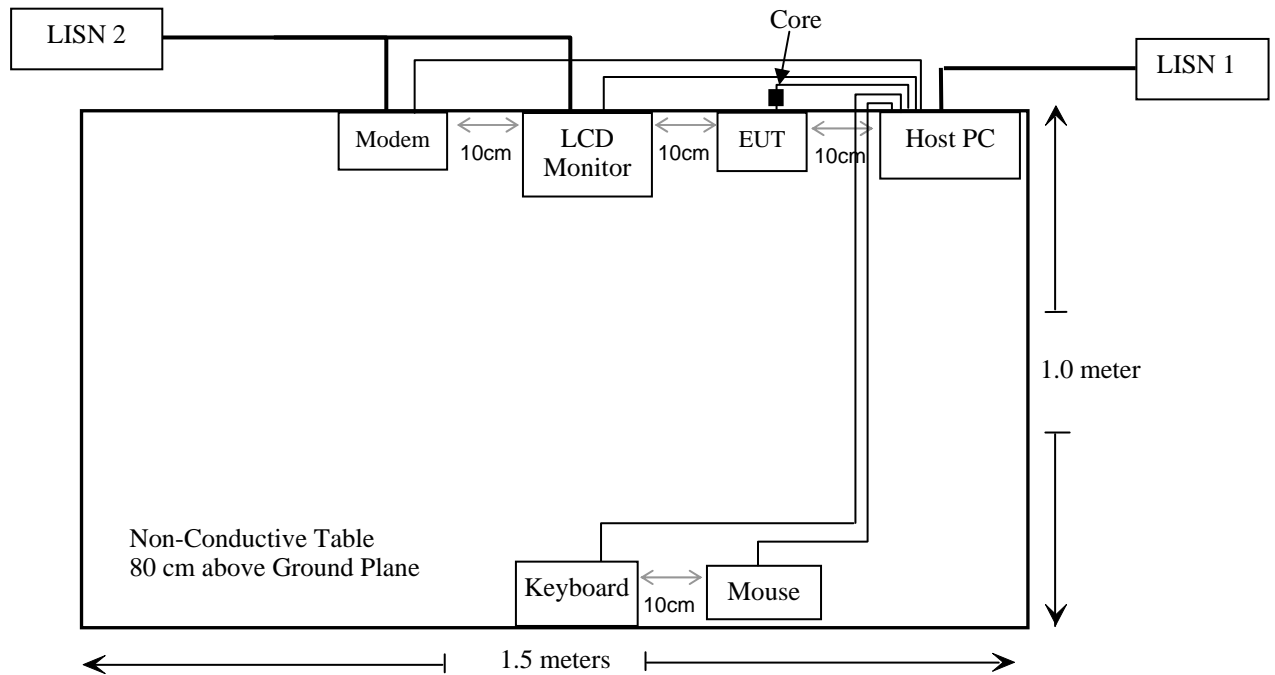 Core
LISN 2
LISN 1
Modem
10cm
LCD
Monitor
10cm
EUT
10cm
Host PC
1.0 meter
Non-Conductive Table
80 cm above Ground Plane
Keyboard
10cm
Mouse
1.5 meters